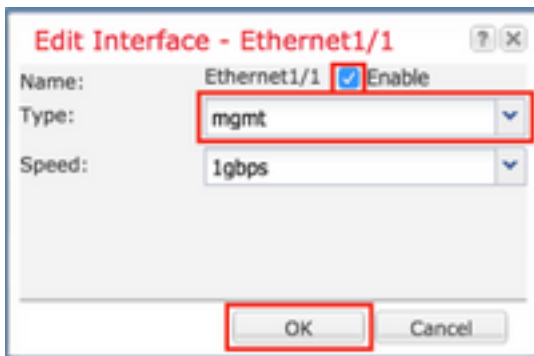 Edit Interface - Ethernet1/1 ? X
Name: Ethernet1/1 Enable
Type: mgmt
Speed: 1gbps
OK Cancel